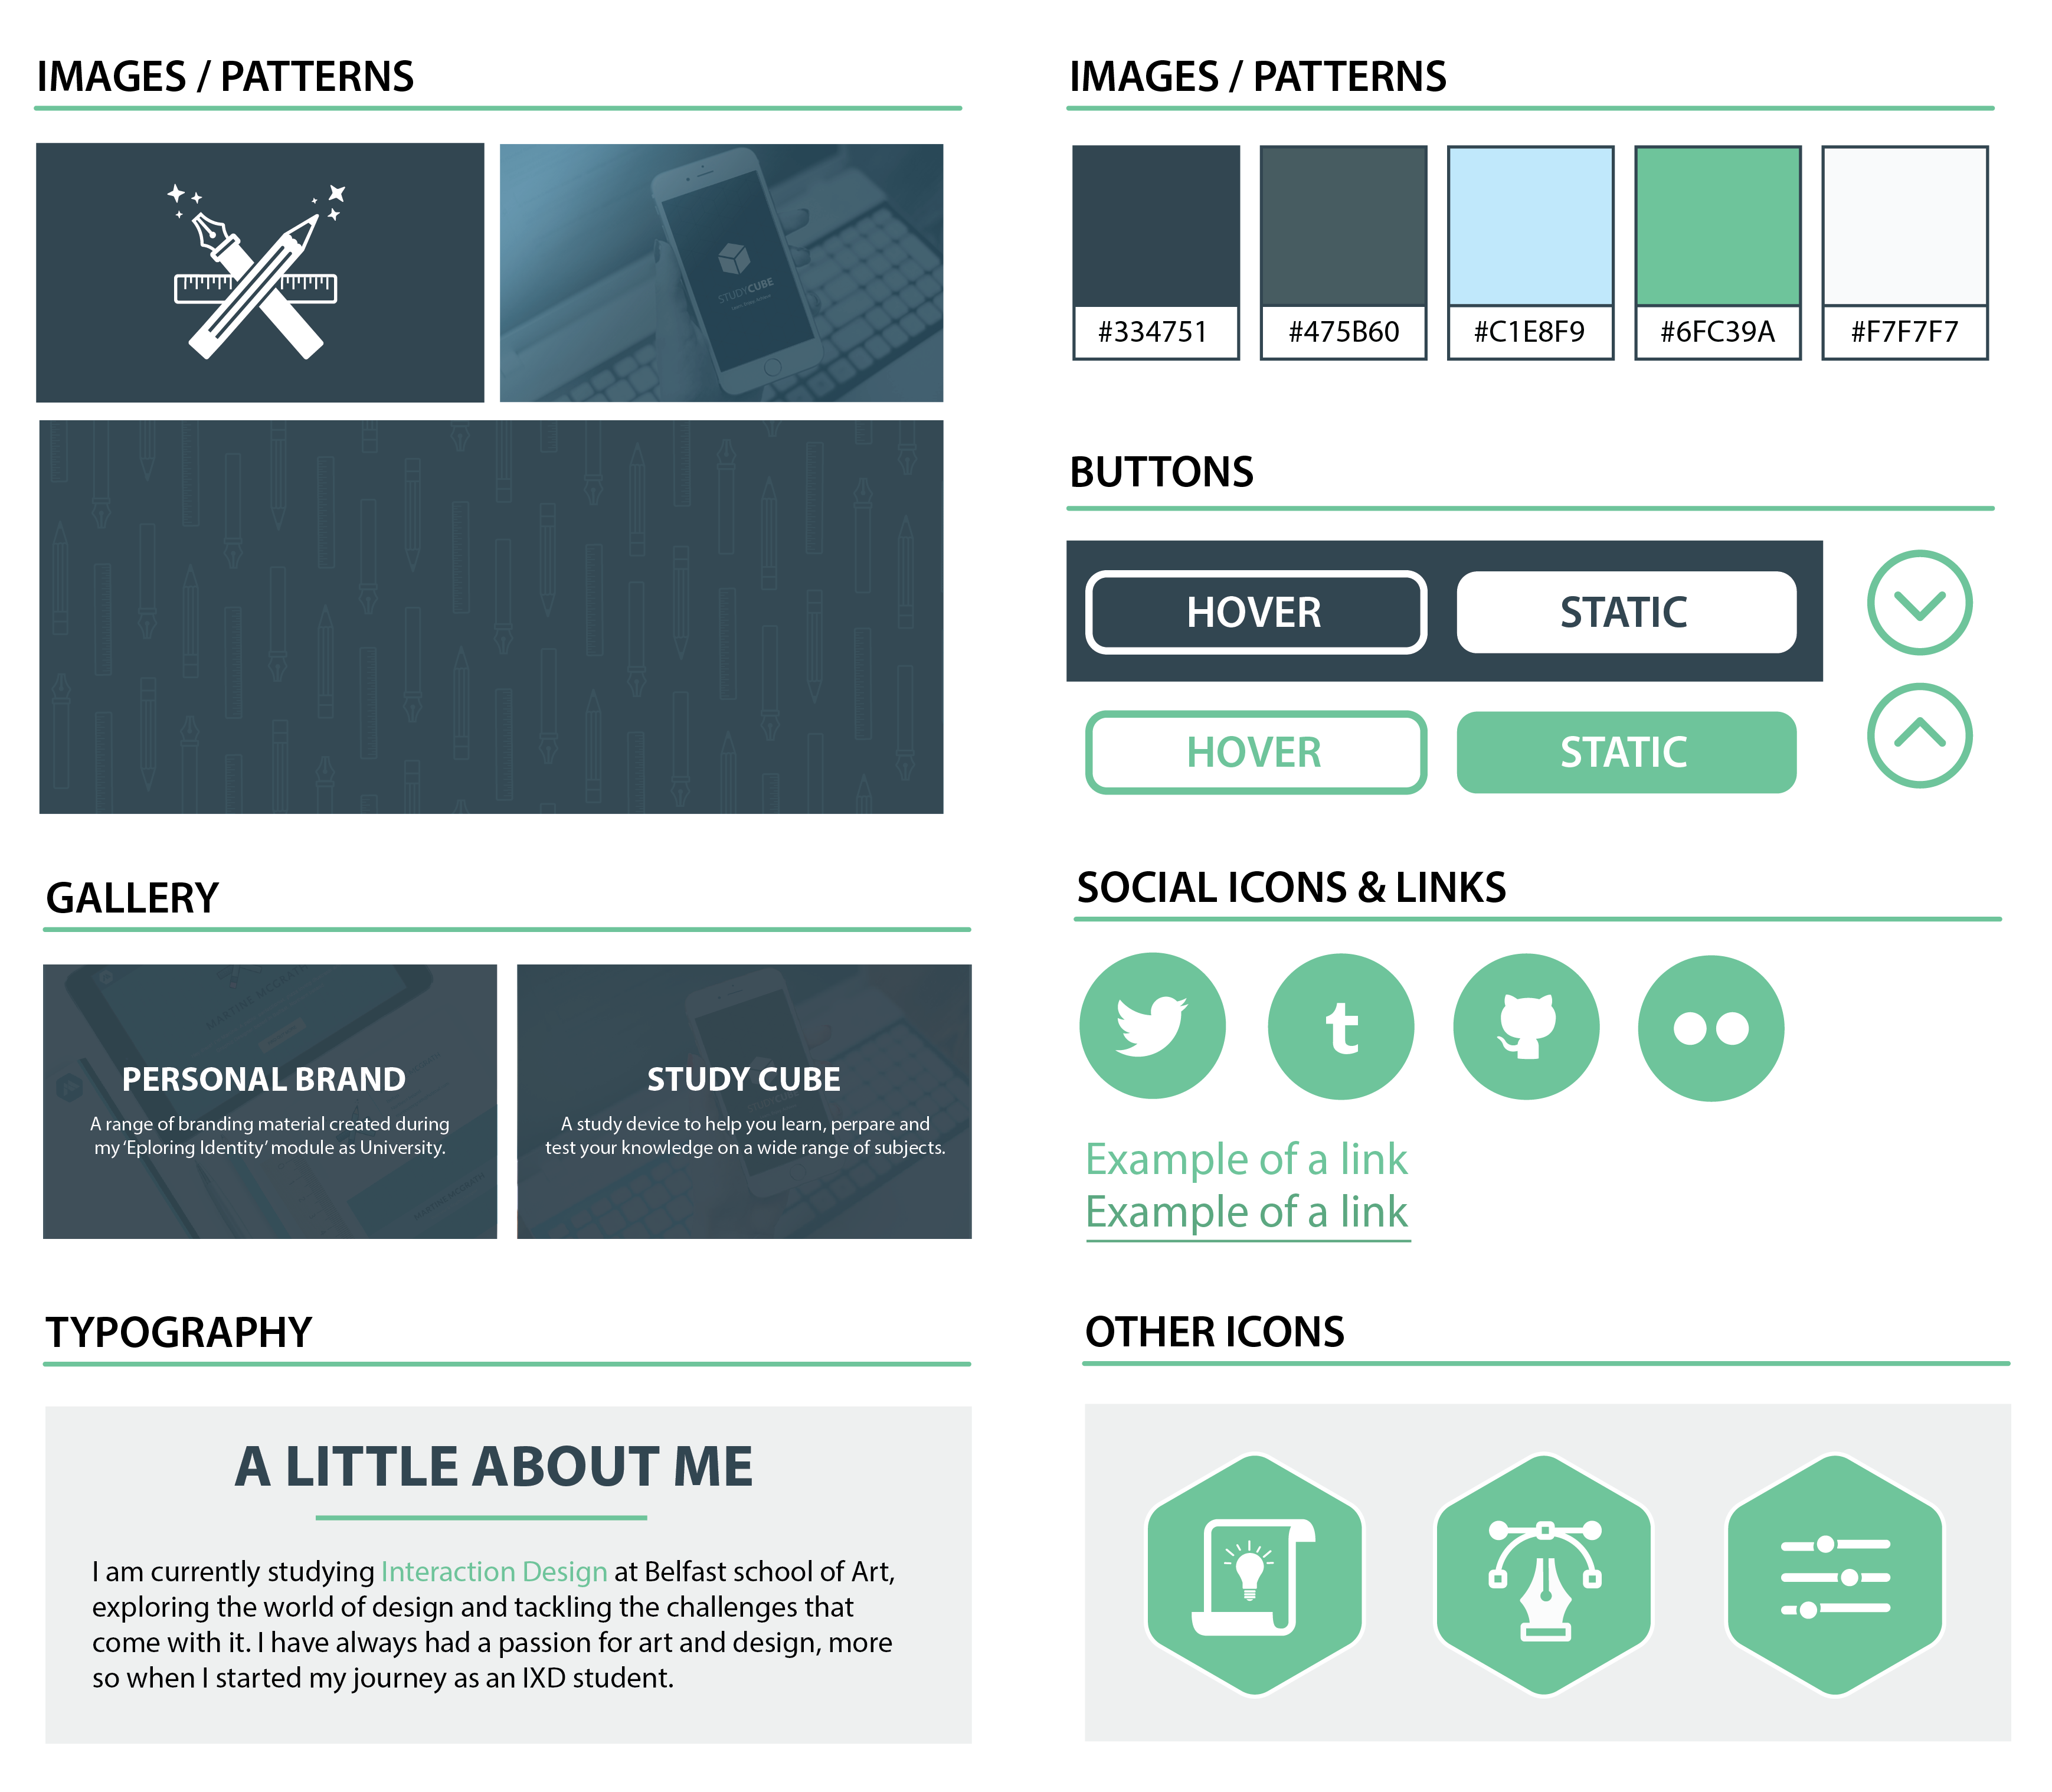 IMAGES / PATTERNS
STUDYCUBE
GALLERY
PERSONAL BRAND
A range of branding material created during
my ‘Eploring Identity’ module as University.
STUDY CUBE
A study device to help you learn, perpare and
test your knowledge on a wide range of subjects.
TYPOGRAPHY
A LITTLE ABOUT ME
I am currently studying Interaction Design at Belfast school of Art,
exploring the world of design and tackling the challenges that
come with it. I have always had a passion for art and design, more
so when I started my journey as an IXD student.
IMAGES / PATTERNS
#334751
#475B60
#C1E8F9
#6FC39A
#F7F7F7
BUTTONS
HOVER
STATIC
HOVER
STATIC
SOCIAL ICONS & LINKS
t
Example of a link
Example of a link
OTHER ICONS